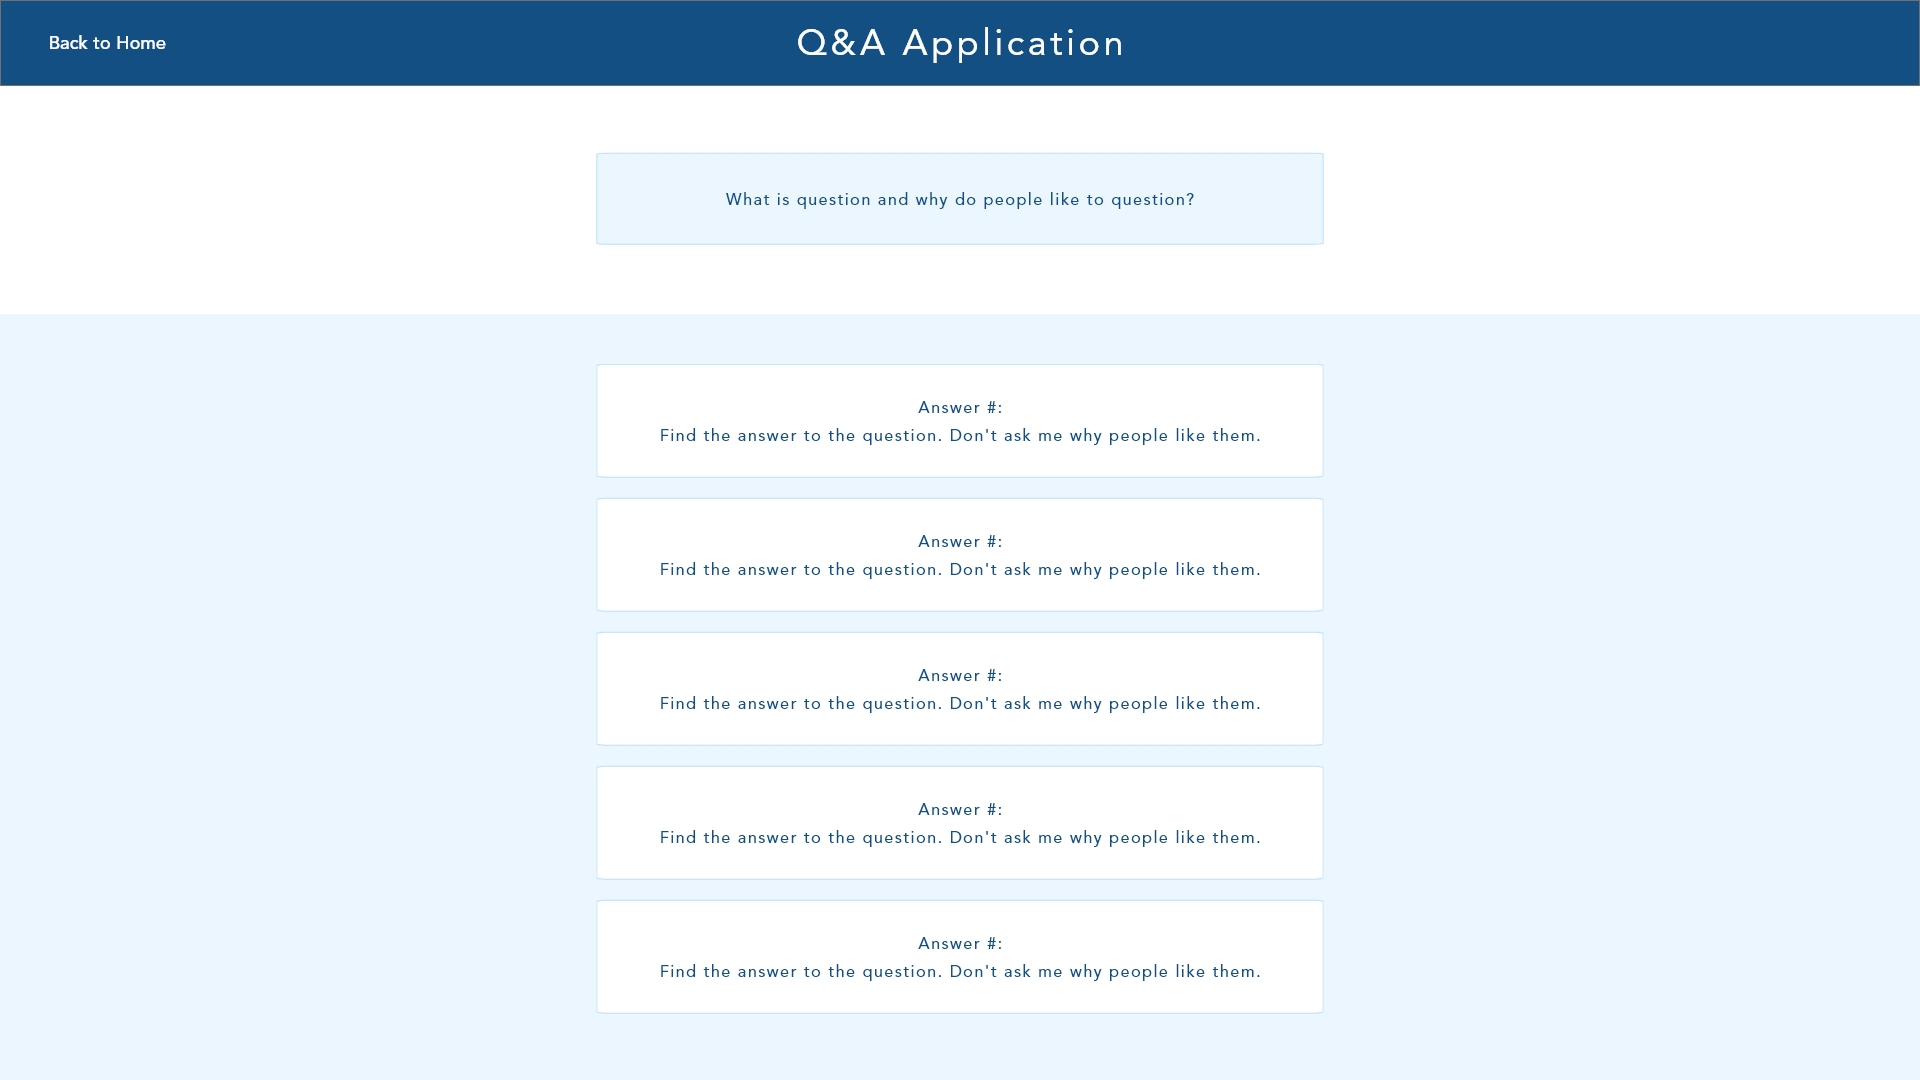 Back to Home
Q&A Application
What is question and why do people like to question?
Answer #:
Find the answer to the question. Don't ask me why people like them.
Answer #:
Find the answer to the question. Don't ask me why people like them.
Answer #:
Find the answer to the question. Don't ask me why people like them.
Answer #:
Find the answer to the question. Don't ask me why people like them.
Answer #:
Find the answer to the question. Don't ask me why people like them.